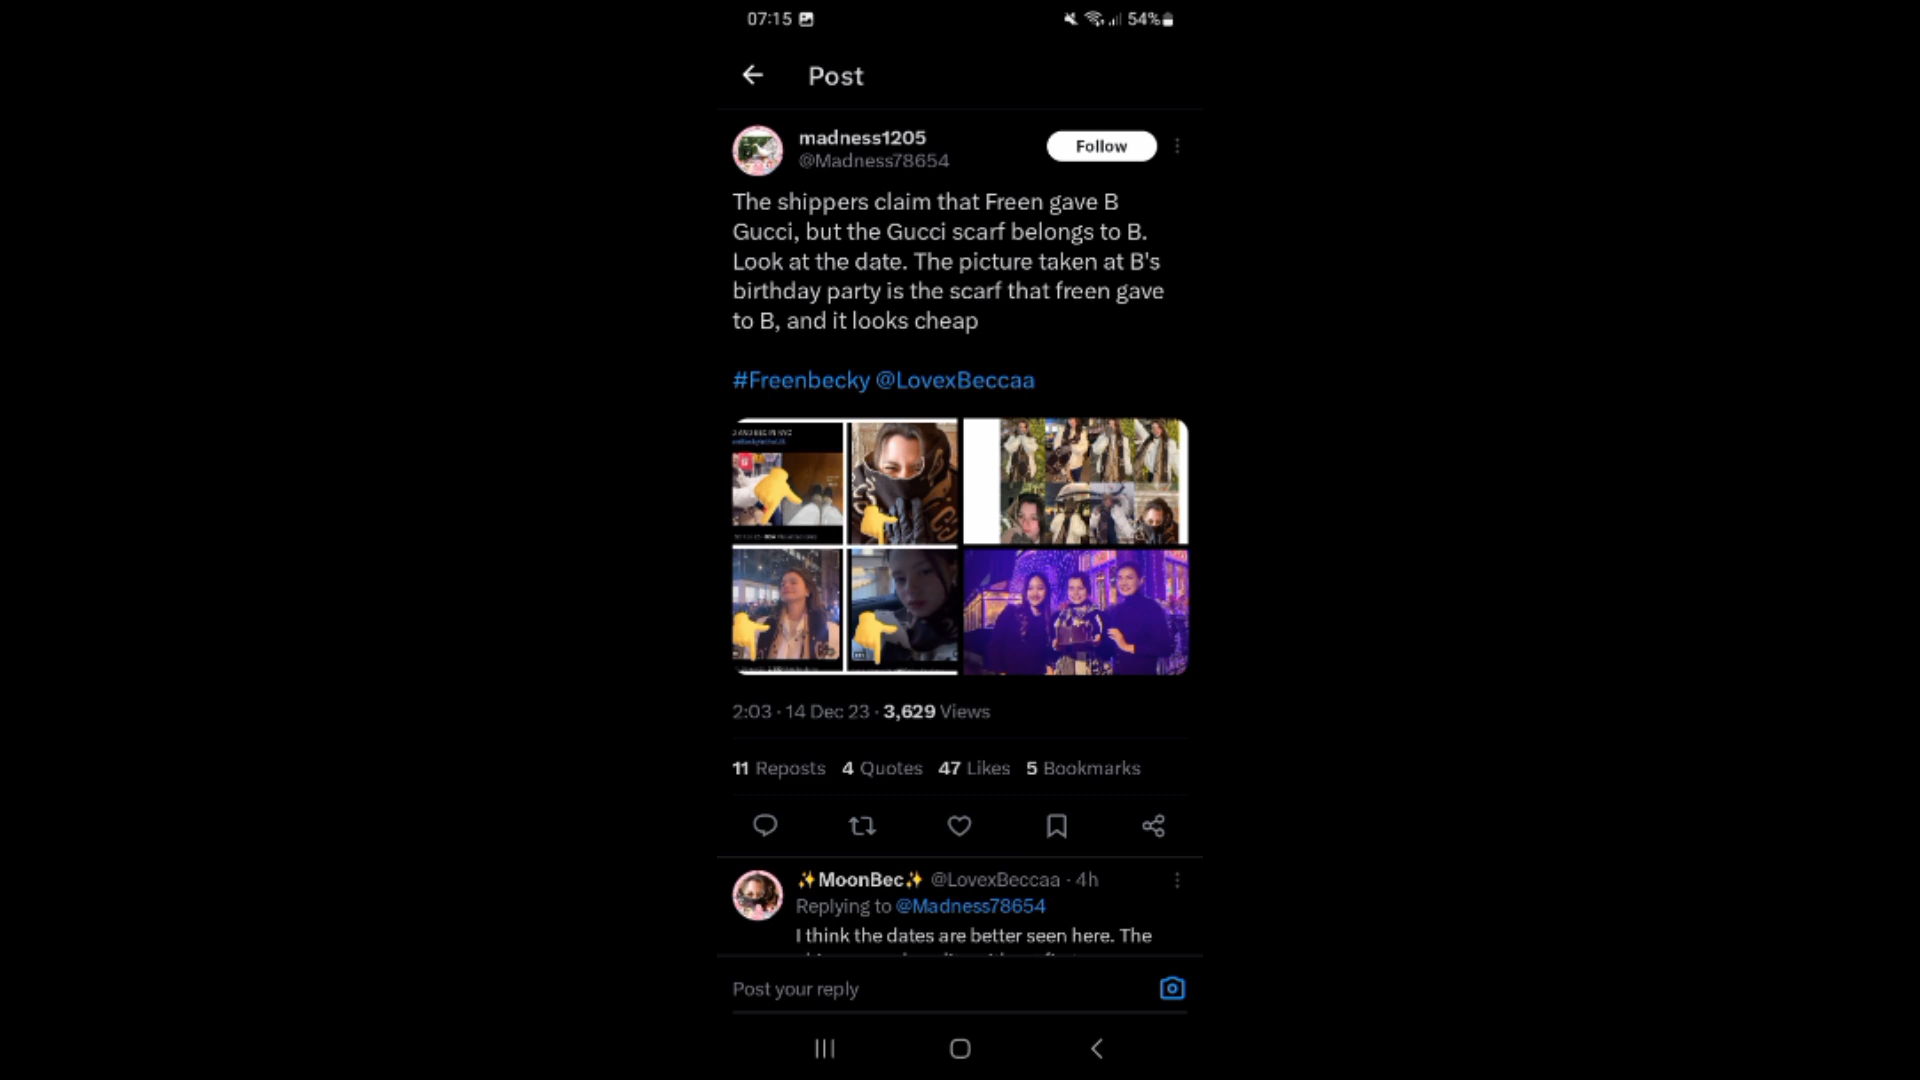 07:15
54%
Post
madness1205
@Madness78654
Follow
The shippers claim that Freen gave B
Gucci, but the Gucci scarf belongs to B.
Look at the date. The picture taken at B's
birthday party is the scarf that freen gave
to B, and it looks cheap
#Freenbecky @LovexBeccaa
2:03 · 14 Dec 23 · 3,629 Views
11 Reposts 4 Quotes 47 Likes 5 Bookmarks
✨MoonBec✨ @LovexBeccaa · 4h
Replying to @Madness78654
I think the dates are better seen here. The
Post your reply